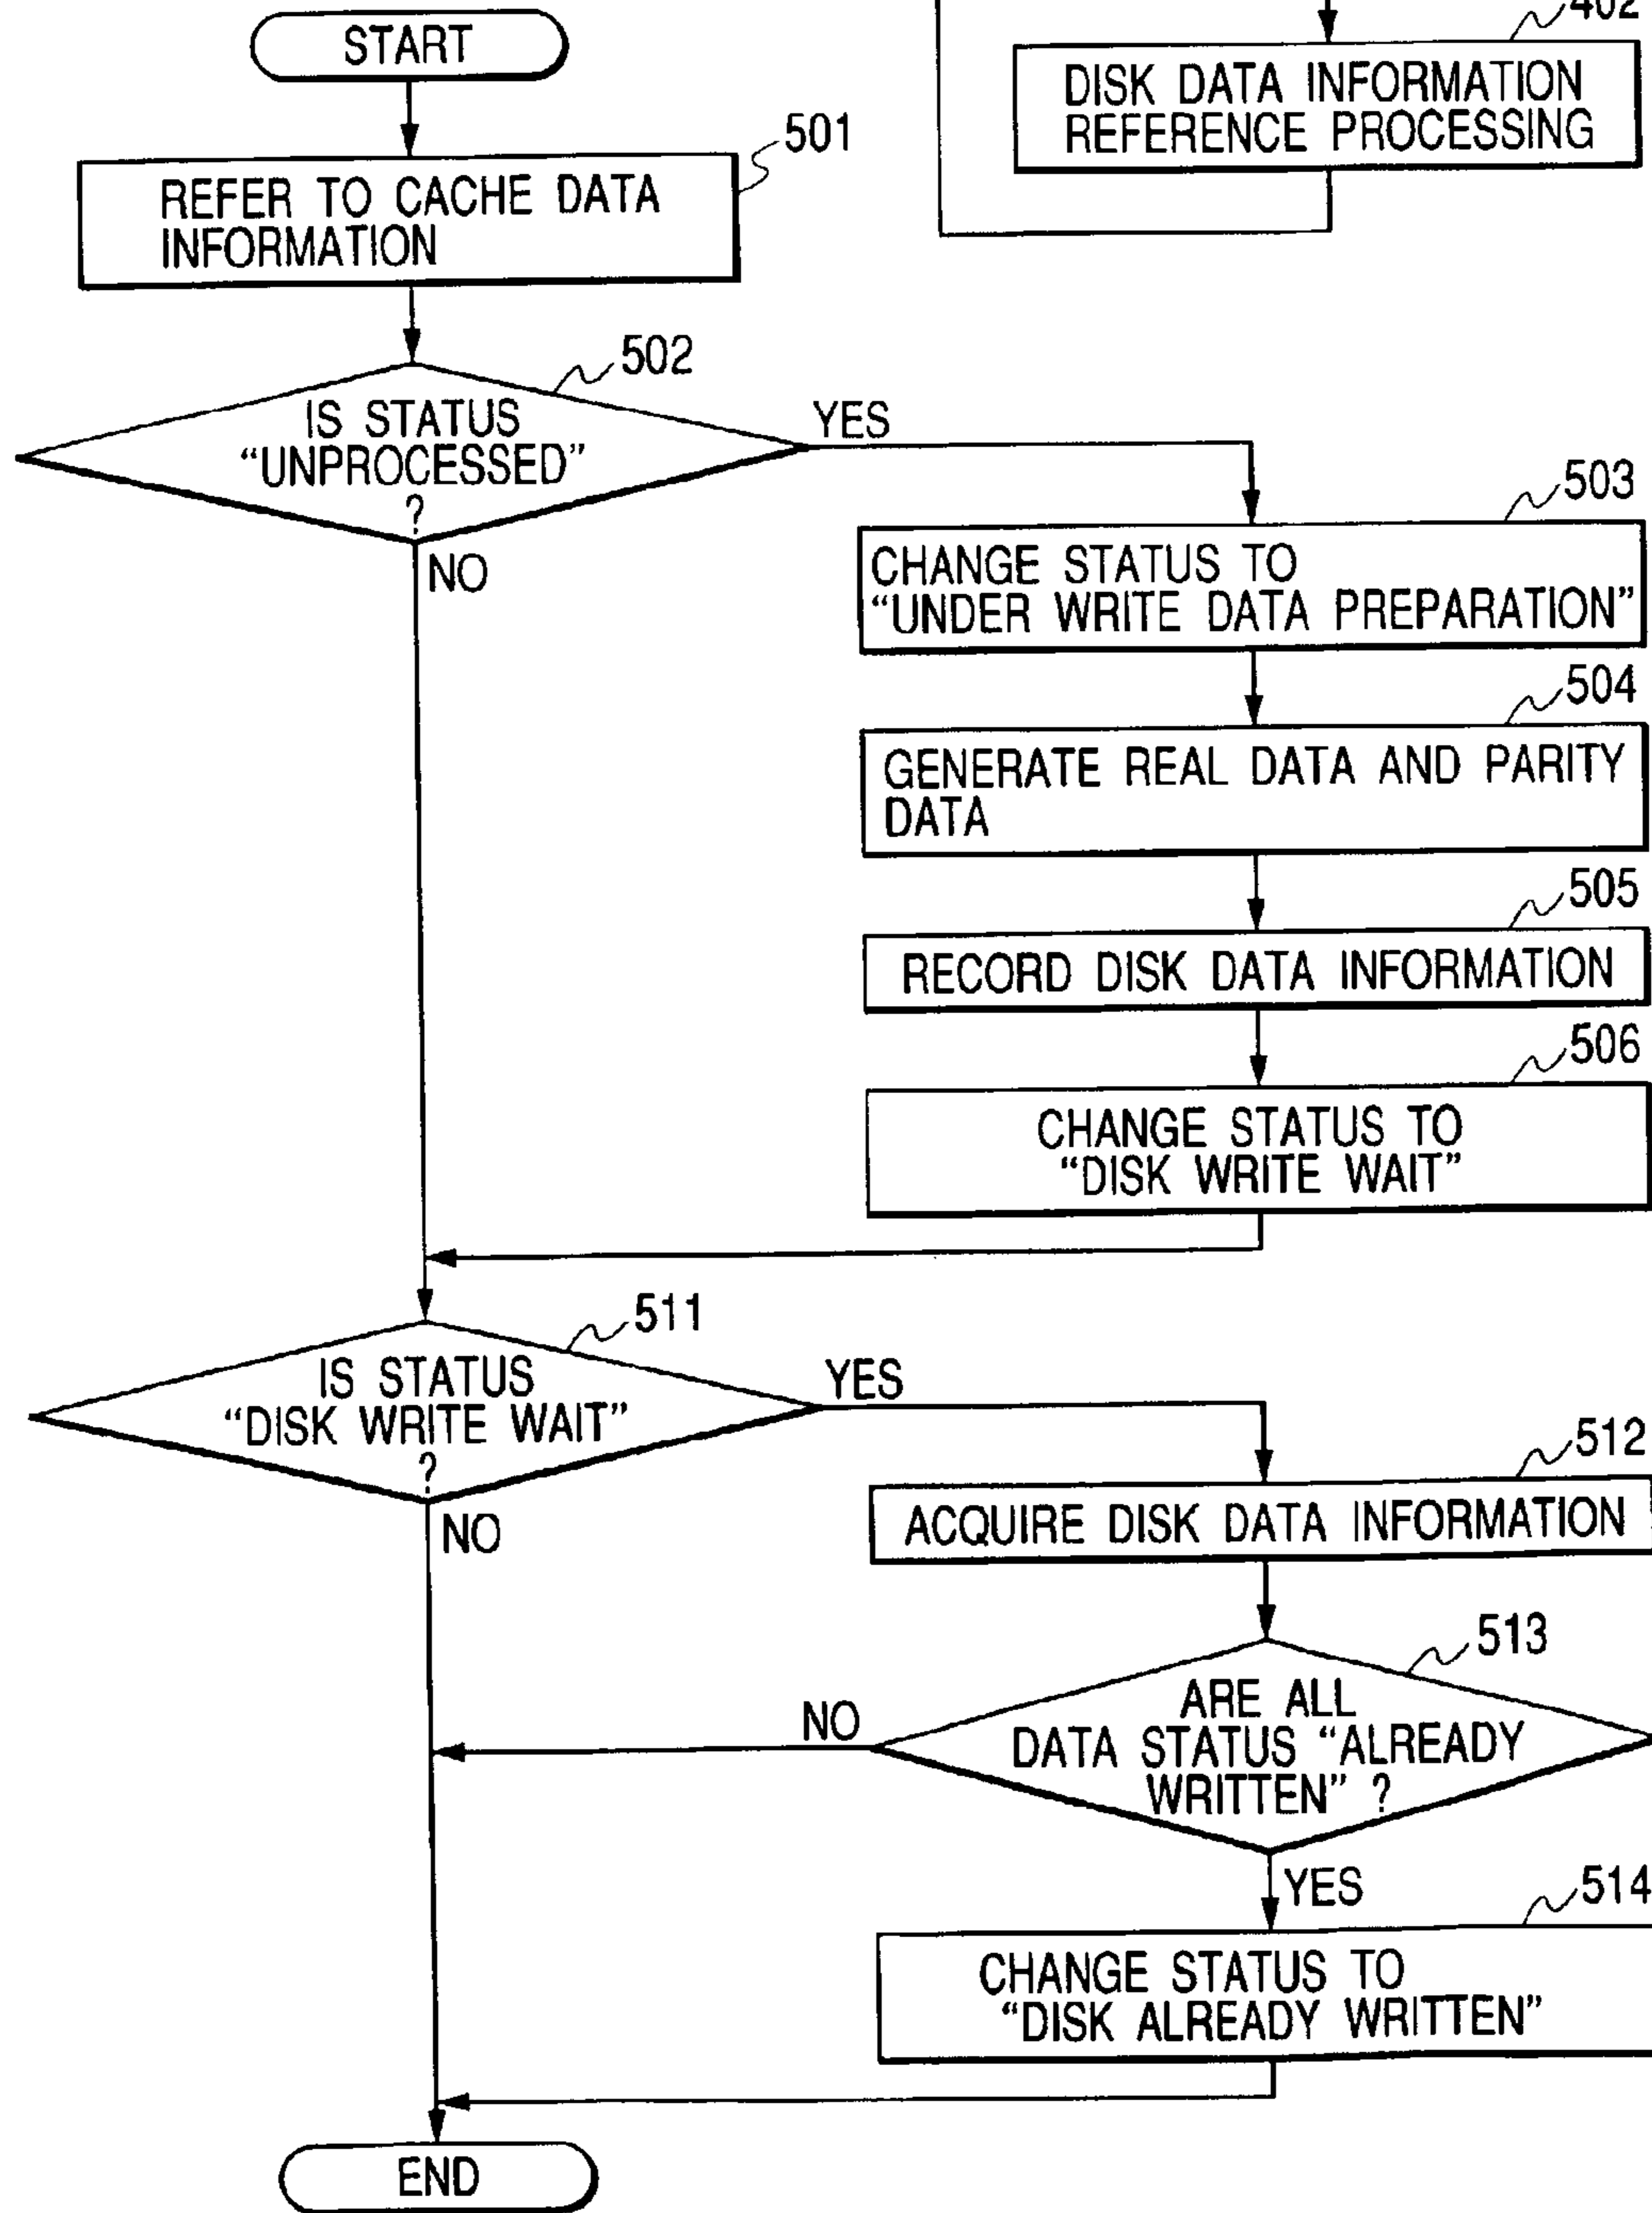 START
402
DISK DATA INFORMATION
REFERENCE PROCESSING
501
REFER TO CACHE DATA
INFORMATION
502
IS STATUS
“UNPROCESSED”
?
YES
NO
503
CHANGE STATUS TO
“UNDER WRITE DATA PREPARATION”
504
GENERATE REAL DATA AND PARITY
DATA
505
RECORD DISK DATA INFORMATION
506
CHANGE STATUS TO
“DISK WRITE WAIT”
511
IS STATUS
“DISK WRITE WAIT”
?
YES
NO
512
ACQUIRE DISK DATA INFORMATION
513
ARE ALL
DATA STATUS “ALREADY
WRITTEN” ?
NO
YES
514
CHANGE STATUS TO
“DISK ALREADY WRITTEN”
END